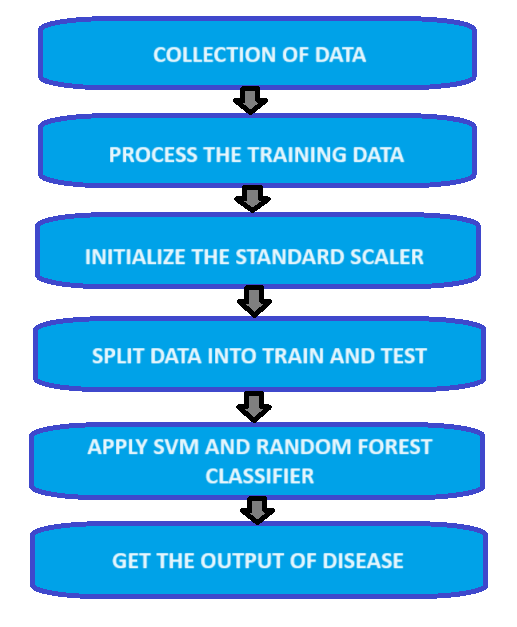 COLLECTION OF DATA
PROCESS THE TRAINING DATA
INITIALIZE THE STANDARD SCALER
SPLIT DATA INTO TRAIN AND TEST
APPLY SVM AND RANDOM FOREST
CLASSIFIER
GET THE OUTPUT OF DISEASE